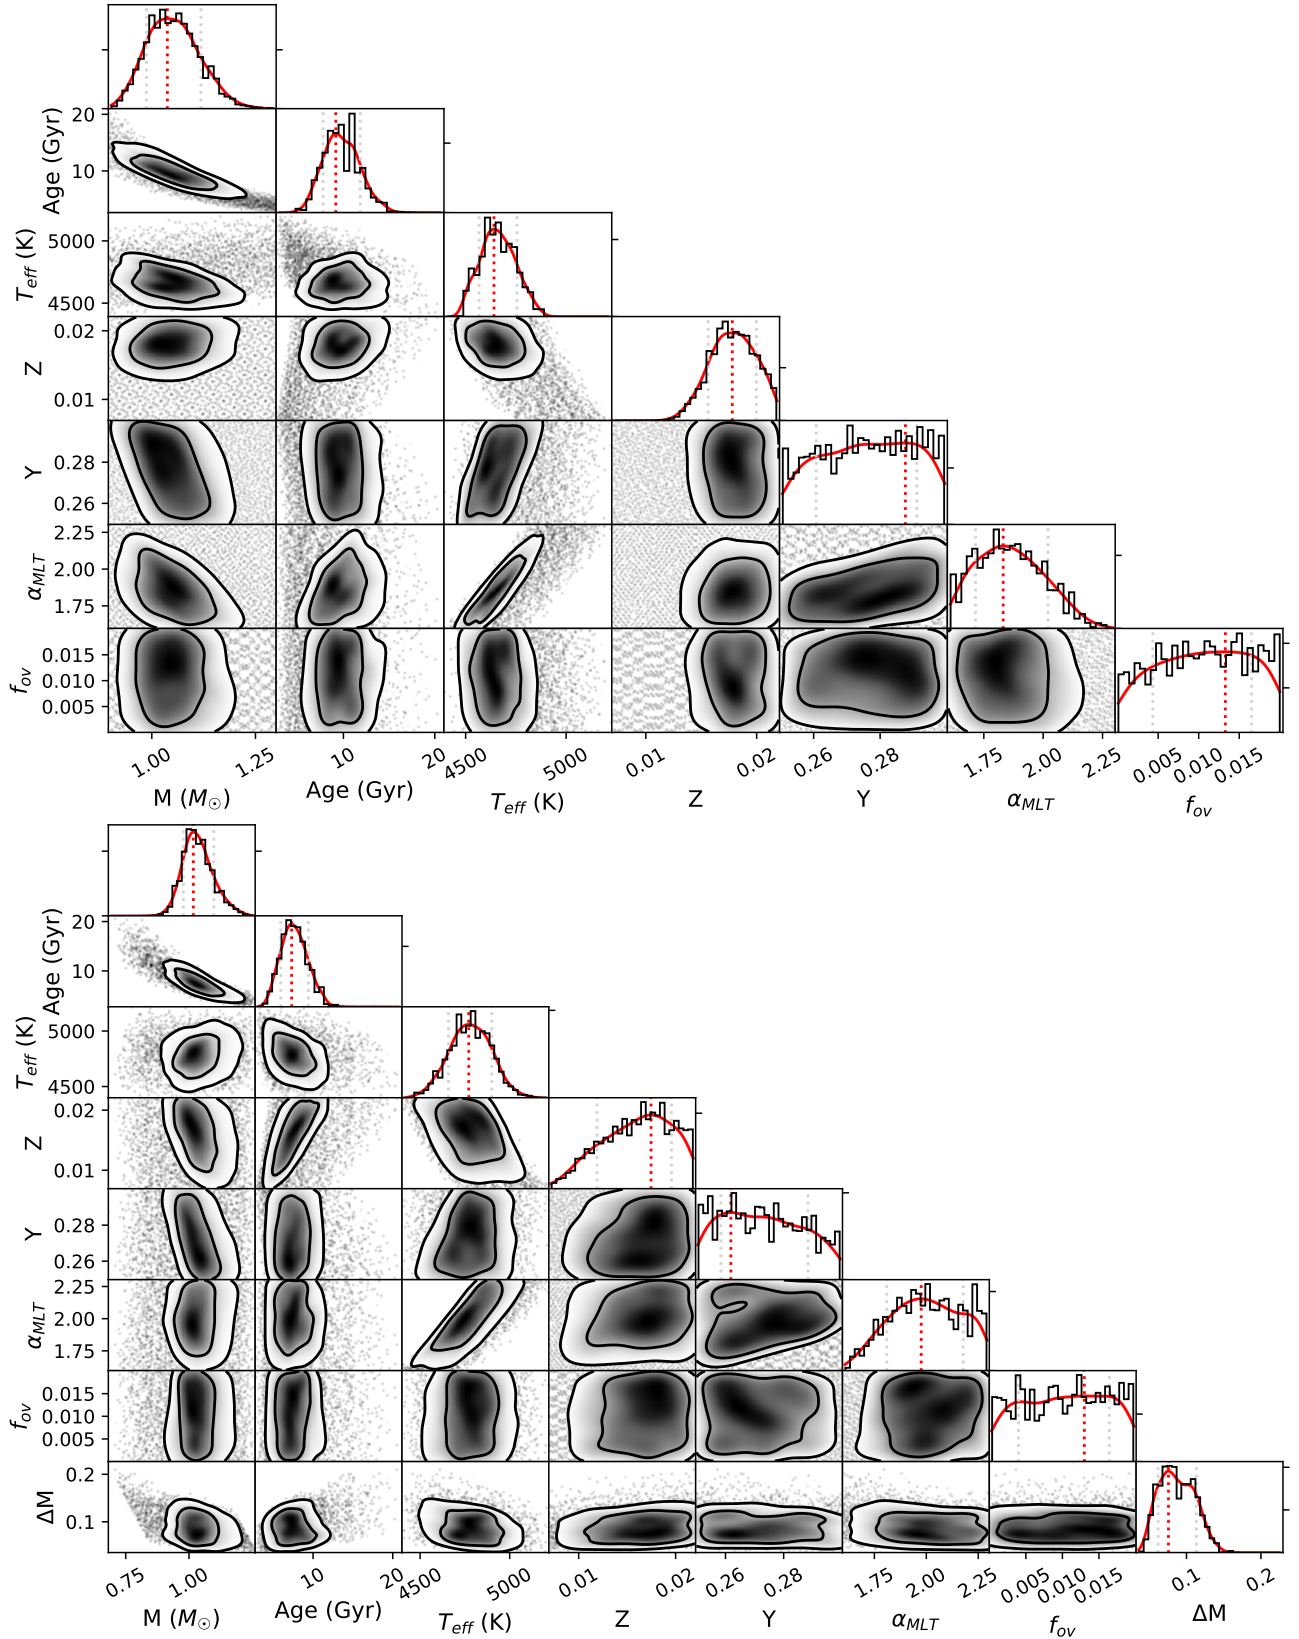 20
10
Age (Gyr)
5000
4500
T_eff (K)
0.02
0.01
Z
0.28
0.26
Y
2.25
2.00
1.75
α_MLT
0.015
0.010
0.005
f_ov
1.00 1.25 10 20 4500 5000 0.01 0.02 0.26 0.28 1.75 2.00 2.25 0.005 0.010 0.015
M (M_⊙) Age (Gyr) T_eff (K) Z Y α_MLT f_ov
20
10
Age (Gyr)
5000
4500
T_eff (K)
0.02
0.01
Z
0.28
0.26
Y
2.25
2.00
1.75
α_MLT
0.015
0.010
0.005
f_ov
0.2
0.1
ΔM
0.75 1.00 10 20 4500 5000 0.01 0.02 0.26 0.28 1.75 2.00 2.25 0.005 0.010 0.015 0.1 0.2
M (M_⊙) Age (Gyr) T_eff (K) Z Y α_MLT f_ov ΔM